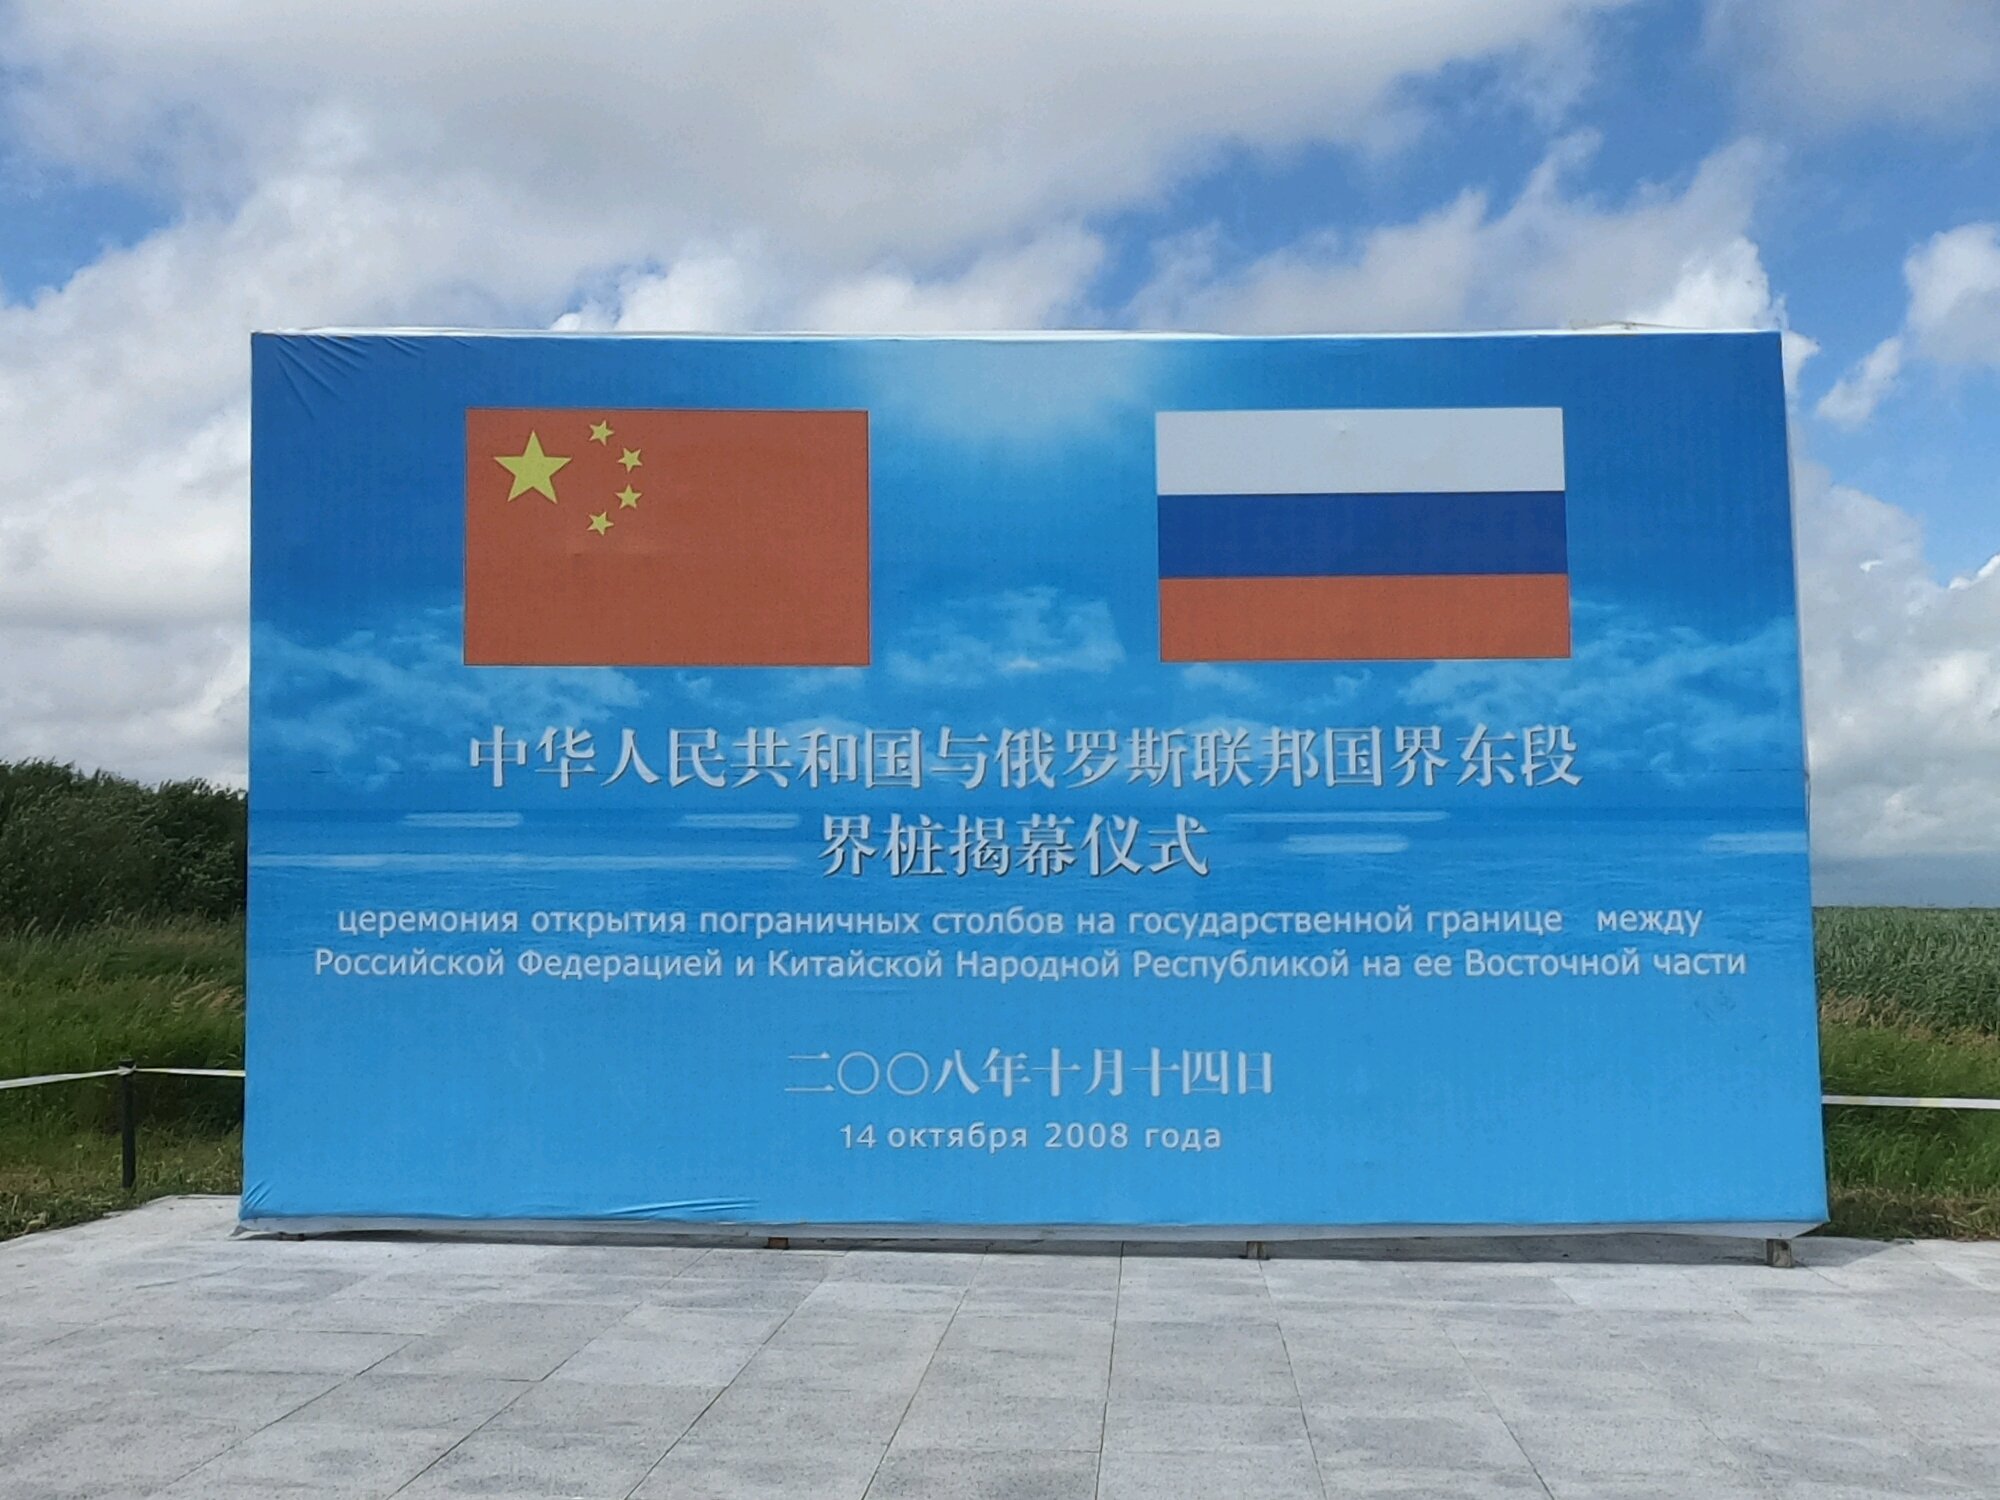 中华人民共和国与俄罗斯联邦国界东段
界桩揭幕仪式
церемония открытия пограничных столбов на государственной границе между
Российской Федерацией и Китайской Народной Республикой на ее Восточной части
二〇〇八年十月十四日
14 октября 2008 года